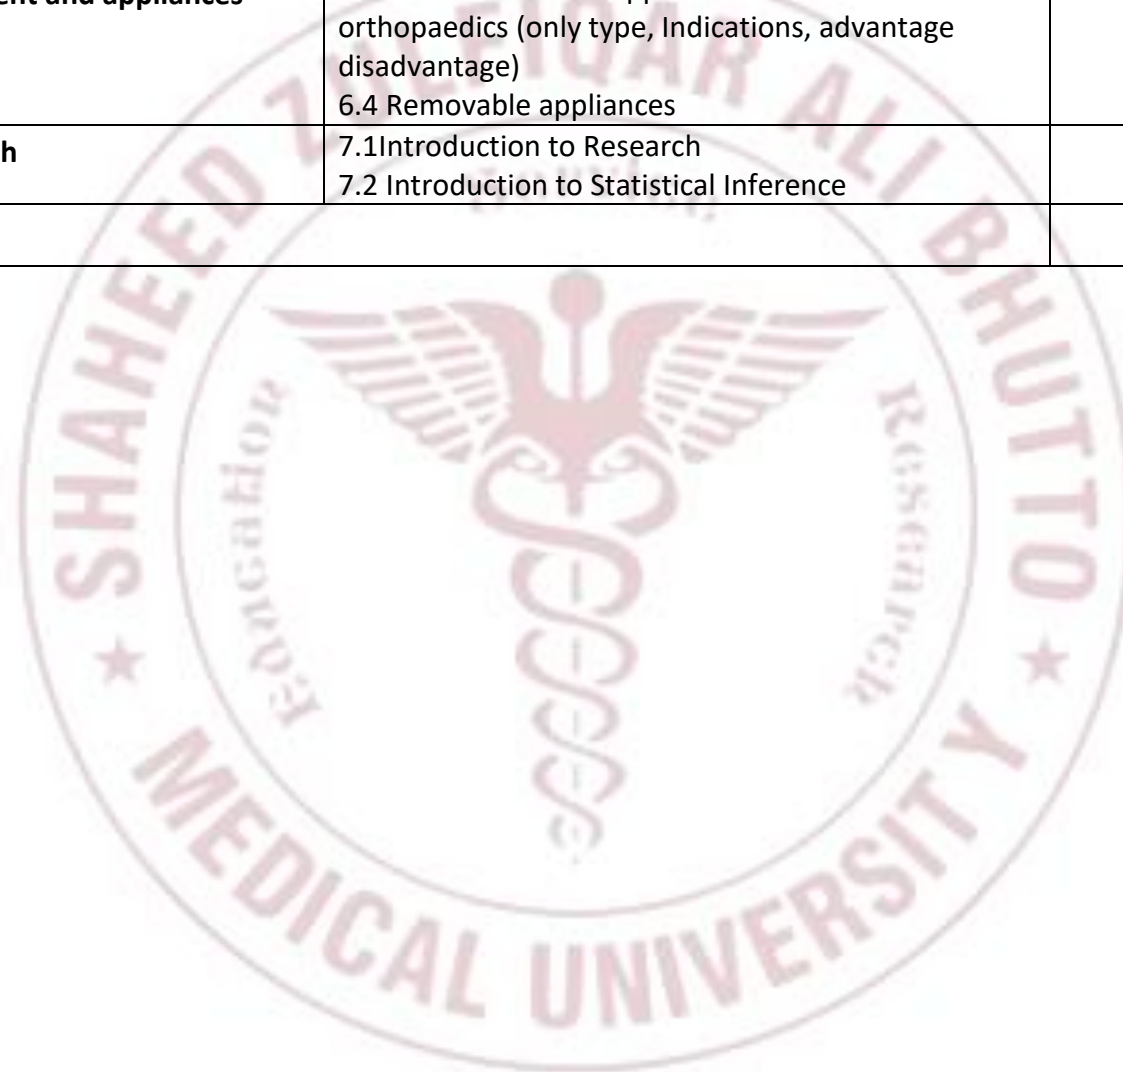 ent and appliances
orthopaedics (only type, Indications, advantage
disadvantage)
6.4 Removable appliances
h
7.1Introduction to Research
7.2 Introduction to Statistical Inference
SHAHEED ZULFIQAR ALI BHUTTO
Education
Research
MEDICAL UNIVERSITY